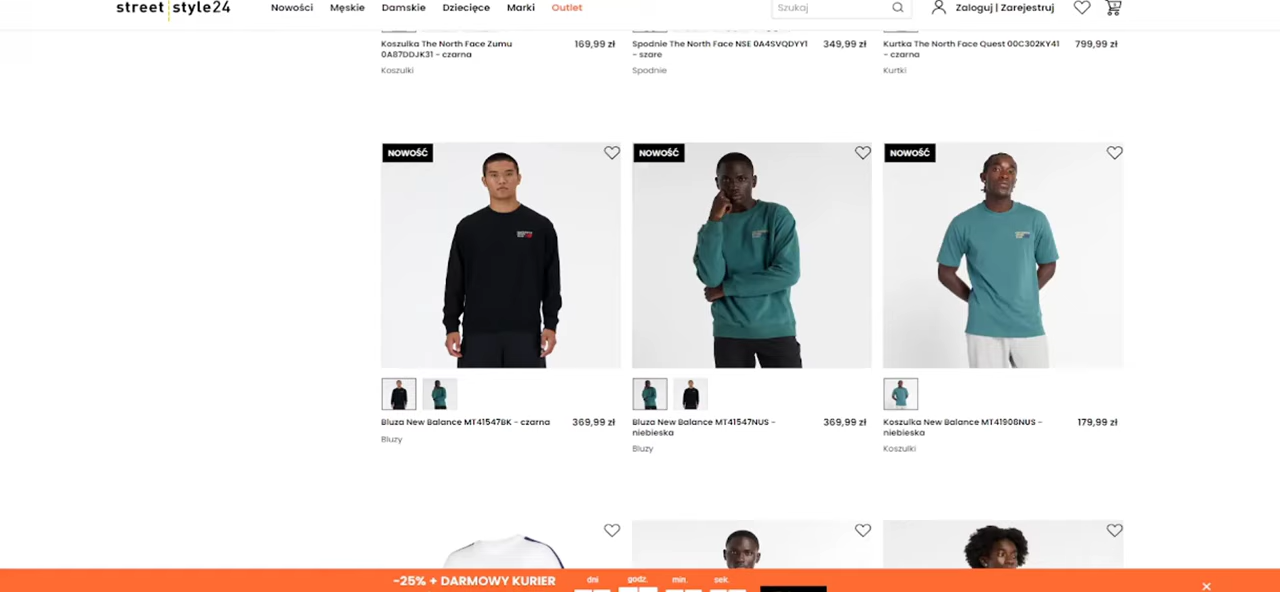 street style24 Nowości Męskie Damskie Dziecięce Marki Outlet Szukaj Zaloguj | Zarejestruj
Koszulka The North Face Zumu 169,99 zł
0A87DDJK31 - czarna
Koszulki
Spodnie The North Face NSE 0A4SVQDYY1 349,99 zł
- szare
Spodnie
Kurtka The North Face Quest 00C302KY41 799,99 zł
- czarna
Kurtki
NOWOŚĆ
NOWOŚĆ
NOWOŚĆ
Bluza New Balance MT41547BK - czarna 369,99 zł
Bluzy
Bluza New Balance MT41547NUS - 369,99 zł
niebieska
Bluzy
Koszulka New Balance MT41908NUS - 179,99 zł
niebieska
Koszulki
-25% + DARMOWY KURIER dni godz. min. sek.